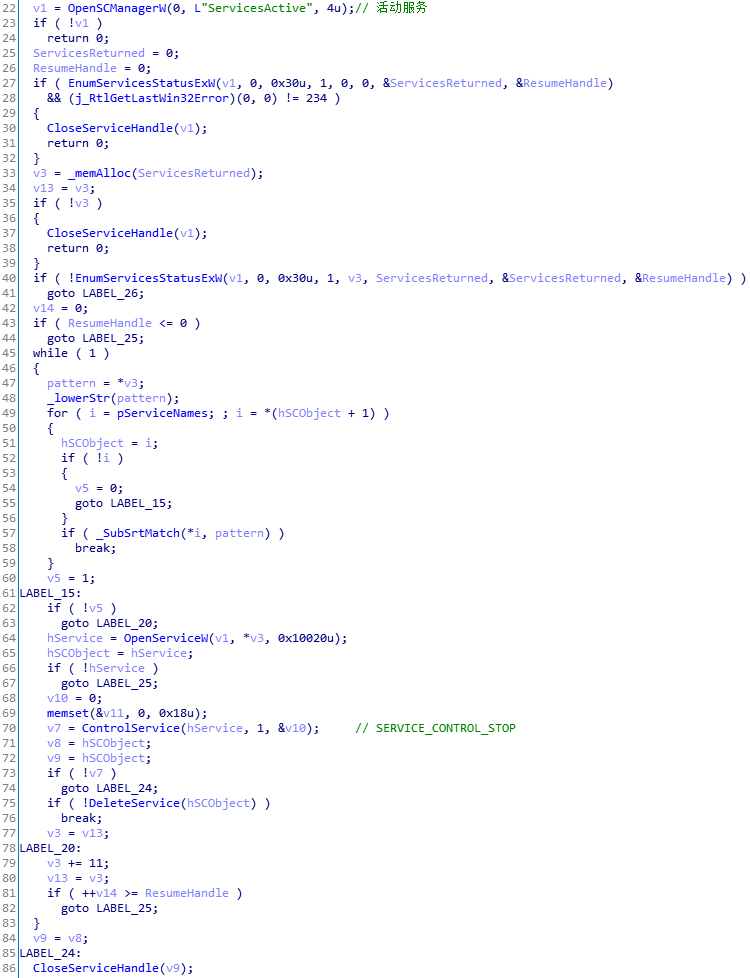 22 v1 = OpenSCManagerW(0, L"ServicesActive", 4u);// 活动服务
23 if ( !v1 )
24 return 0;
25 ServicesReturned = 0;
26 ResumeHandle = 0;
27 if ( EnumServicesStatusExW(v1, 0, 0x30u, 1, 0, 0, &ServicesReturned, &ResumeHandle)
28 && (j_RtlGetLastWin32Error)(0, 0) != 234 )
29 {
30 CloseServiceHandle(v1);
31 return 0;
32 }
33 v3 = _memAlloc(ServicesReturned);
34 v13 = v3;
35 if ( !v3 )
36 {
37 CloseServiceHandle(v1);
38 return 0;
39 }
40 if ( !EnumServicesStatusExW(v1, 0, 0x30u, 1, v3, ServicesReturned, &ServicesReturned, &ResumeHandle) )
41 goto LABEL_26;
42 v14 = 0;
43 if ( ResumeHandle <= 0 )
44 goto LABEL_25;
45 while ( 1 )
46 {
47 pattern = *v3;
48 _lowerStr(pattern);
49 for ( i = pServiceNames; ; i = *(hSCObject + 1) )
50 {
51 hSCObject = i;
52 if ( !i )
53 {
54 v5 = 0;
55 goto LABEL_15;
56 }
57 if ( _SubSrtMatch(*i, pattern) )
58 break;
59 }
60 v5 = 1;
61 LABEL_15:
62 if ( !v5 )
63 goto LABEL_20;
64 hService = OpenServiceW(v1, *v3, 0x10020u);
65 hSCObject = hService;
66 if ( !hService )
67 goto LABEL_25;
68 v10 = 0;
69 memset(&v11, 0, 0x18u);
70 v7 = ControlService(hService, 1, &v10); // SERVICE_CONTROL_STOP
71 v8 = hSCObject;
72 v9 = hSCObject;
73 if ( !v7 )
74 goto LABEL_24;
75 if ( !DeleteService(hSCObject) )
76 break;
77 v3 = v13;
78 LABEL_20:
79 v3 += 11;
80 v13 = v3;
81 if ( ++v14 >= ResumeHandle )
82 goto LABEL_25;
83 }
84 v9 = v8;
85 LABEL_24:
86 CloseServiceHandle(v9);